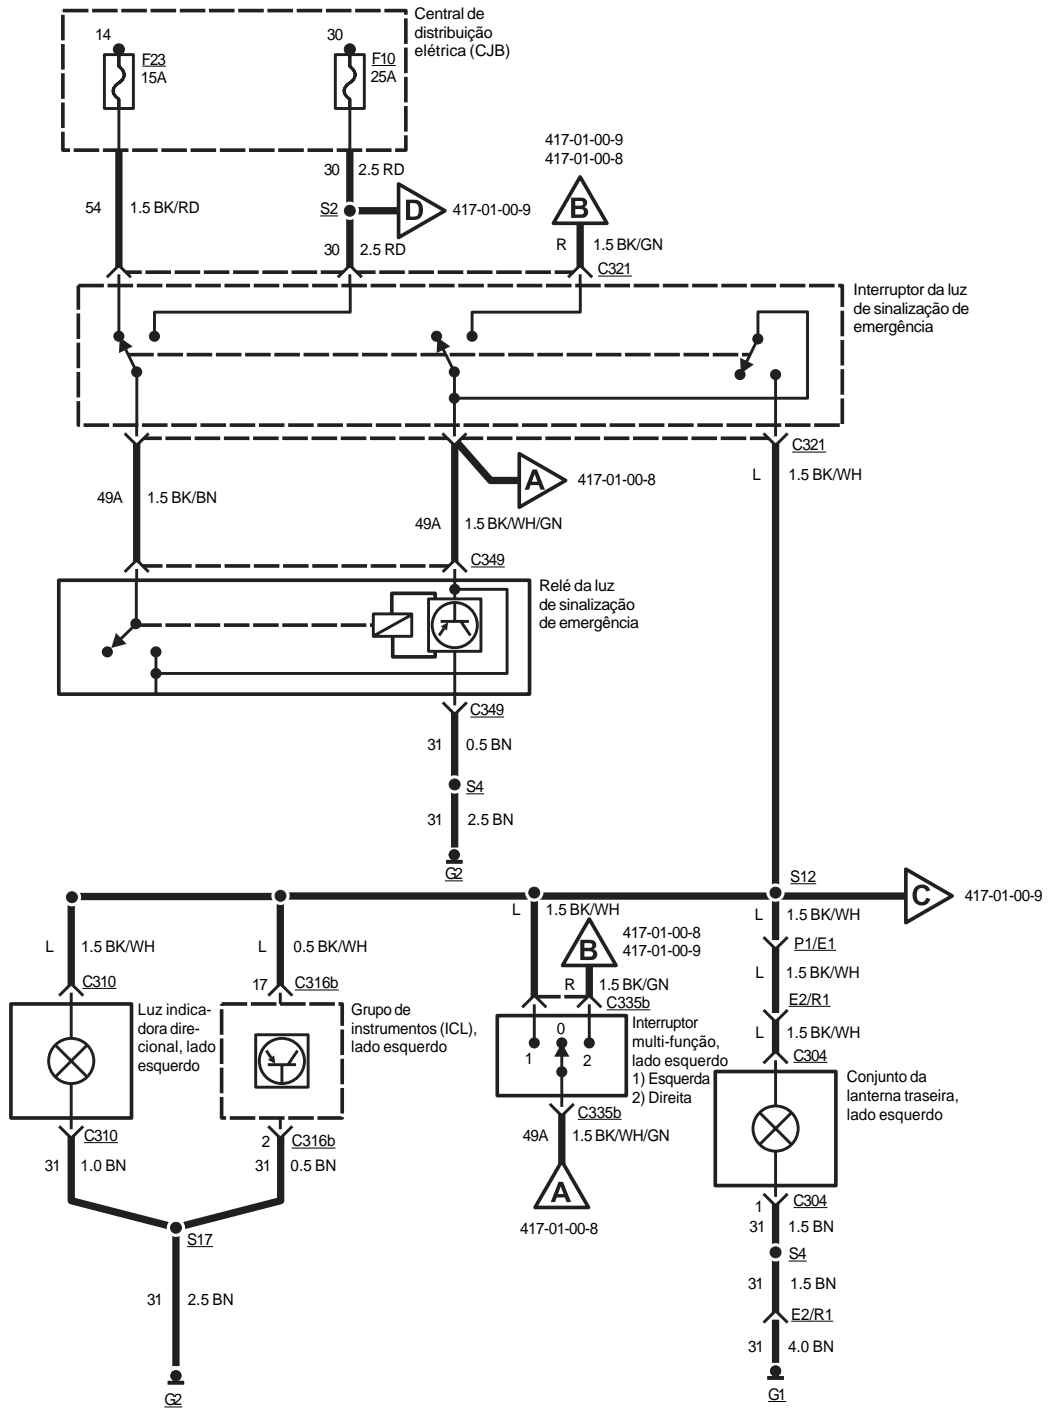 Central de
distribuição
elétrica (CJB)
14
F23
15A
30
F10
25A
54
1.5 BK/RD
30
2.5 RD
S2
D
417-01-00-9
30
2.5 RD
417-01-00-9
417-01-00-8
B
R
1.5 BK/GN
C321
Interruptor da luz
de sinalização de
emergência
C321
49A
1.5 BK/BN
A
417-01-00-8
49A
1.5 BK/WH/GN
L
1.5 BK/WH
C349
Relé da luz
de sinalização
de emergência
C349
31
0.5 BN
S4
31
2.5 BN
G2
S12
C
417-01-00-9
L
1.5 BK/WH
C310
Luz indica-
dora dire-
cional, lado
esquerdo
C310
31
1.0 BN
L
0.5 BK/WH
17
C316b
Grupo de
instrumentos (ICL),
lado esquerdo
2
C316b
31
0.5 BN
S17
31
2.5 BN
G2
L
1.5 BK/WH
B
417-01-00-8
417-01-00-9
R
1.5 BK/GN
C335b
0
1
2
Interruptor
multi-função,
lado esquerdo
1) Esquerda
2) Direita
C335b
49A
1.5 BK/WH/GN
A
417-01-00-8
L
1.5 BK/WH
P1/E1
L
1.5 BK/WH
E2/R1
L
1.5 BK/WH
C304
Conjunto da
lanterna traseira,
lado esquerdo
1
C304
31
1.5 BN
S4
31
1.5 BN
E2/R1
31
4.0 BN
G1